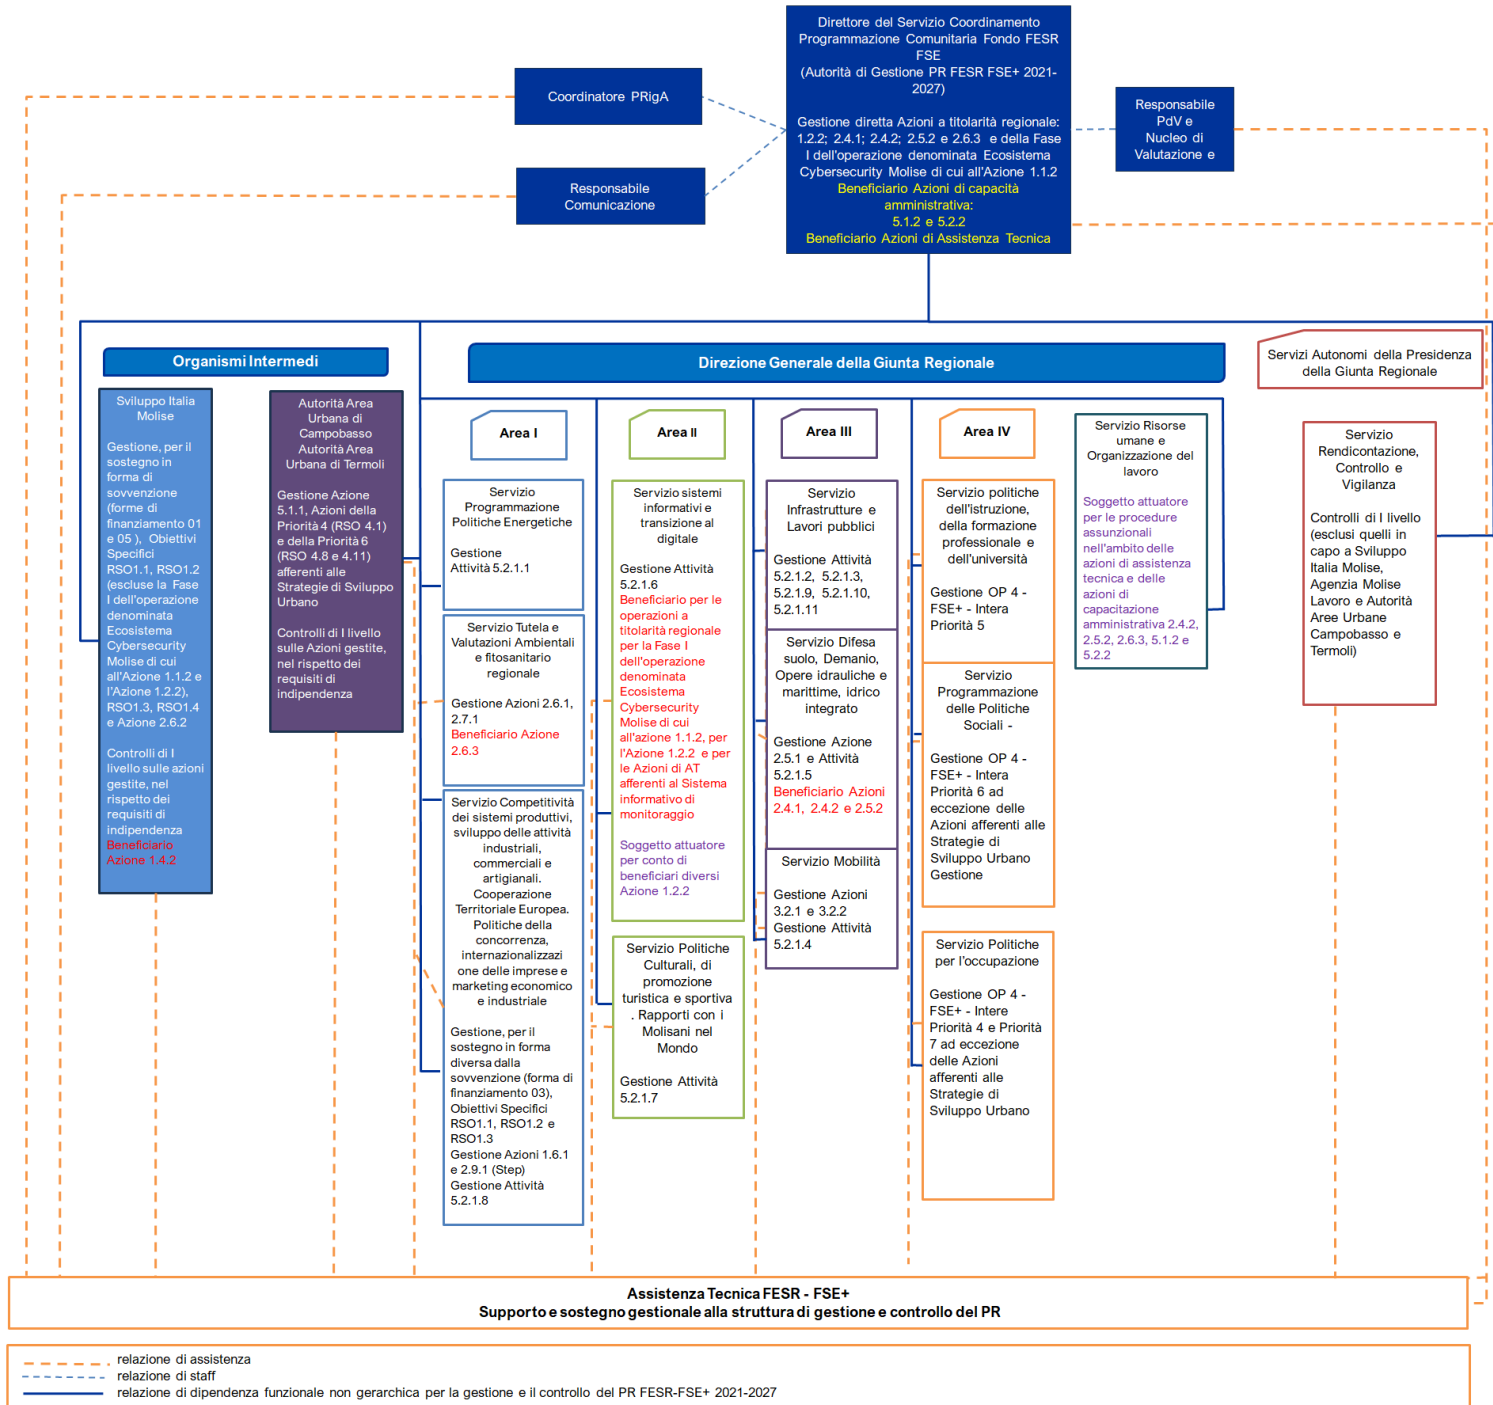 Direttore del Servizio Coordinamento
Programmazione Comunitaria Fondo FESR
FSE
(Autorità di Gestione PR FESR FSE+ 2021-
2027)
Gestione diretta Azioni a titolarità regionale:
1.2.2; 2.4.1; 2.4.2; 2.5.2 e 2.6.3 e della Fase
I dell'operazione denominata Ecosistema
Cybersecurity Molise di cui all'Azione 1.1.2
Beneficiario Azioni di capacità
amministrativa:
5.1.2 e 5.2.2
Beneficiario Azioni di Assistenza Tecnica
Coordinatore PRigA
Responsabile
Comunicazione
Responsabile
PdV e
Nucleo di
Valutazione e
Organismi Intermedi
Direzione Generale della Giunta Regionale
Servizi Autonomi della Presidenza
della Giunta Regionale
Sviluppo Italia
Molise
Gestione, per il
sostegno in
forma di
sovvenzione
(forme di
finanziamento 01
e 05 ), Obiettivi
Specifici
RSO1.1, RSO1.2
(escluse la Fase
I dell'operazione
denominata
Ecosistema
Cybersecurity
Molise di cui
all'Azione 1.1.2 e
l'Azione 1.2.2),
RSO1.3, RSO1.4
e Azione 2.6.2
Controlli di I
livello sulle azioni
gestite, nel
rispetto dei
requisiti di
indipendenza
Beneficiario
Azione 1.4.2
Autorità Area
Urbana di
Campobasso
Autorità Area
Urbana di Termoli
Gestione Azione
5.1.1, Azioni della
Priorità 4 (RSO 4.1)
e della Priorità 6
(RSO 4.8 e 4.11)
afferenti alle
Strategie di Sviluppo
Urbano
Controlli di I livello
sulle Azioni gestite,
nel rispetto dei
requisiti di
indipendenza
Area I
Servizio
Programmazione
Politiche Energetiche
Gestione
Attività 5.2.1.1
Servizio Tutela e
Valutazioni Ambientali
e fitosanitario
regionale
Gestione Azioni 2.6.1,
2.7.1
Beneficiario Azione
2.6.3
Servizio Competitività
dei sistemi produttivi,
sviluppo delle attività
industriali,
commerciali e
artigianali.
Cooperazione
Territoriale Europea.
Politiche della
concorrenza,
internazionalizzazi
one delle imprese e
marketing economico
e industriale
Gestione, per il
sostegno in forma
diversa dalla
sovvenzione (forma di
finanziamento 03),
Obiettivi Specifici
RSO1.1, RSO1.2 e
RSO1.3
Gestione Azioni 1.6.1
e 2.9.1 (Step)
Gestione Attività
5.2.1.8
Area II
Servizio sistemi
informativi e
transizione al
digitale
Gestione Attività
5.2.1.6
Beneficiario per le
operazioni a
titolarità regionale
per la Fase I
dell'operazione
denominata
Ecosistema
Cybersecurity
Molise di cui
all'azione 1.1.2, per
l'Azione 1.2.2 e per
le Azioni di AT
afferenti al Sistema
informativo di
monitoraggio
Soggetto attuatore
per conto di
beneficiari diversi
Azione 1.2.2
Servizio Politiche
Culturali, di
promozione
turistica e sportiva
. Rapporti con i
Molisani nel
Mondo
Gestione Attività
5.2.1.7
Area III
Servizio
Infrastrutture e
Lavori pubblici
Gestione Attività
5.2.1.2, 5.2.1.3,
5.2.1.9, 5.2.1.10,
5.2.1.11
Servizio Difesa
suolo, Demanio,
Opere idrauliche e
marittime, idrico
integrato
Gestione Azione
2.5.1 e Attività
5.2.1.5
Beneficiario Azioni
2.4.1, 2.4.2 e 2.5.2
Servizio Mobilità
Gestione Azioni
3.2.1 e 3.2.2
Gestione Attività
5.2.1.4
Area IV
Servizio politiche
dell'istruzione,
della formazione
professionale e
dell'università
Gestione OP 4 -
FSE+ - Intera
Priorità 5
Servizio
Programmazione
delle Politiche
Sociali -
Gestione OP 4 -
FSE+ - Intera
Priorità 6 ad
eccezione delle
Azioni afferenti alle
Strategie di
Sviluppo Urbano
Gestione
Servizio Politiche
per l'occupazione
Gestione OP 4 -
FSE+ - Intere
Priorità 4 e Priorità
7 ad eccezione
delle Azioni
afferenti alle
Strategie di
Sviluppo Urbano
Servizio Risorse
umane e
Organizzazione del
lavoro
Soggetto attuatore
per le procedure
assunzionali
nell'ambito delle
azioni di assistenza
tecnica e delle
azioni di
capacitazione
amministrativa 2.4.2,
2.5.2, 2.6.3, 5.1.2 e
5.2.2
Servizio
Rendicontazione,
Controllo e
Vigilanza
Controlli di I livello
(esclusi quelli in
capo a Sviluppo
Italia Molise,
Agenzia Molise
Lavoro e Autorità
Aree Urbane
Campobasso e
Termoli)
Assistenza Tecnica FESR - FSE+
Supporto e sostegno gestionale alla struttura di gestione e controllo del PR
relazione di assistenza
relazione di staff
relazione di dipendenza funzionale non gerarchica per la gestione e il controllo del PR FESR-FSE+ 2021-2027